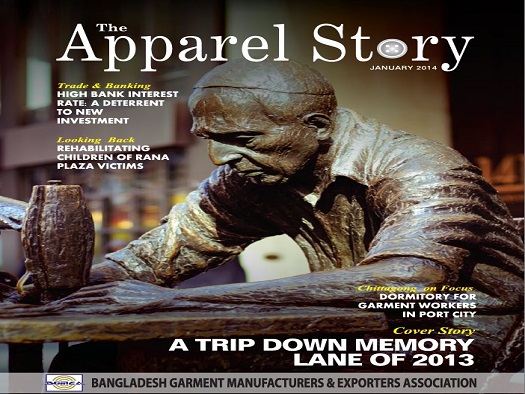 The
Apparel Story
JANUARY 2014
Trade & Banking
HIGH BANK INTEREST
RATE: A DETERRENT
TO NEW
INVESTMENT
Looking Back
REHABILITATING
CHILDREN OF RANA
PLAZA VICTIMS
Chittagong on Focus
DORMITORY FOR
GARMENT WORKERS
IN PORT CITY
Cover Story
A TRIP DOWN MEMORY
LANE OF 2013
BGMEA
BANGLADESH GARMENT MANUFACTURERS & EXPORTERS ASSOCIATION